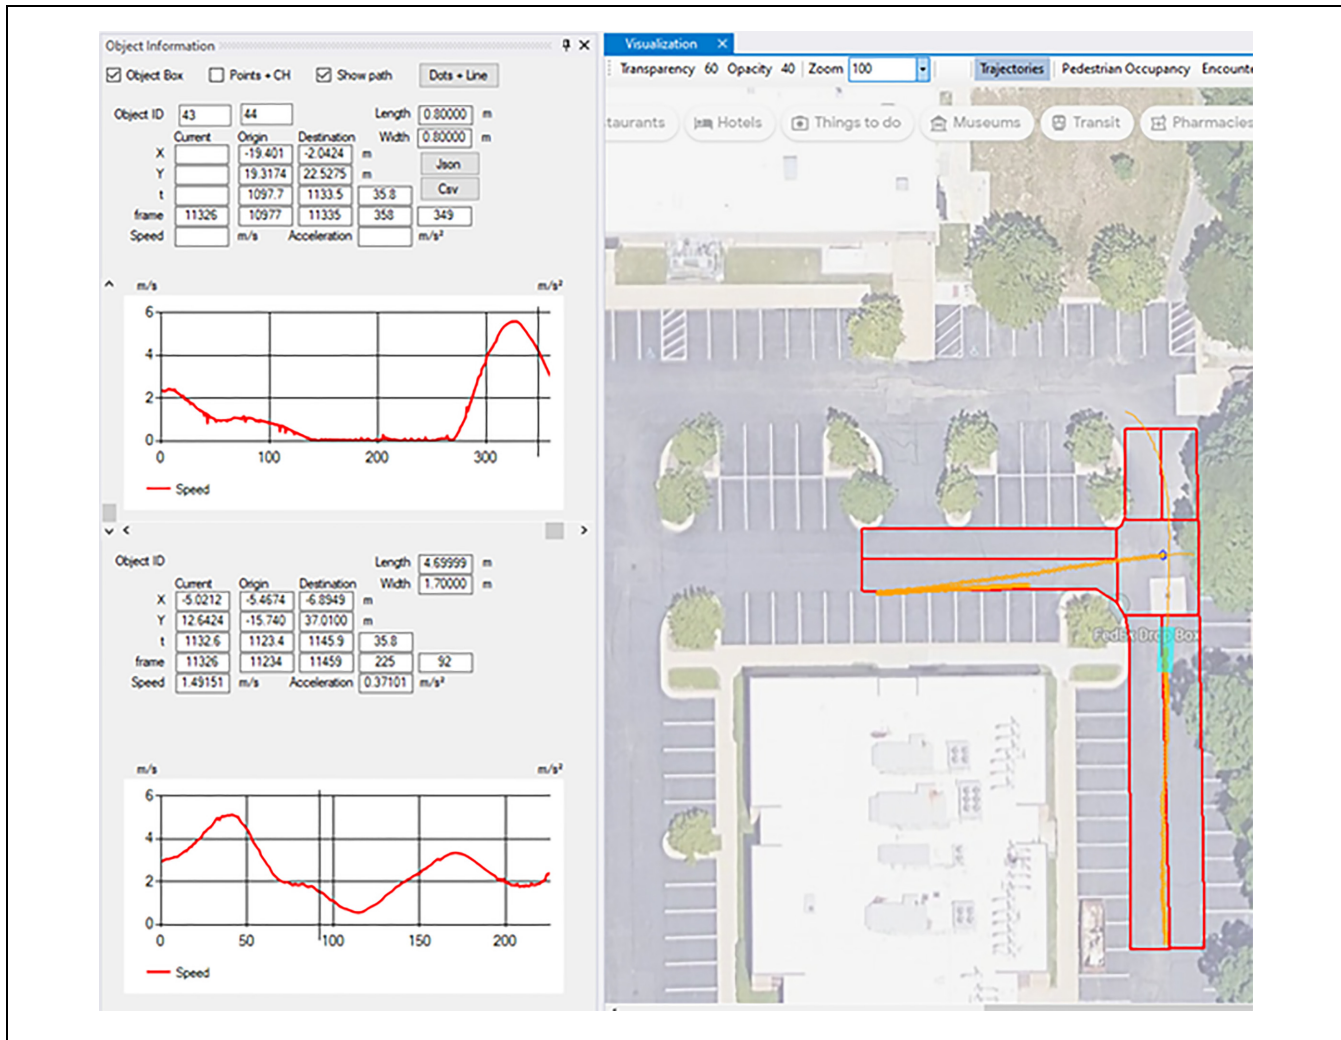 Object Information
Object Box Points + CH Show path Dots + Line
Object ID 43 44 Length 0.80000 m
Current Origin Destination Width 0.80000 m
X -19.401 -2.0424 m Json
Y 19.3174 22.5275 m
t 1097.7 1133.5 35.8 Csv
frame 11326 10977 11335 358 349
Speed m/s Acceleration m/s²
m/s m/s²
6
4
2
0
0 100 200 300
Speed
Object ID Length 4.69999 m
Current Origin Destination Width 1.70000 m
X -5.0212 -5.4674 -6.8949 m
Y 12.6424 -15.740 37.0100 m
t 1132.6 1123.4 1145.9 35.8
frame 11326 11234 11459 225 92
Speed 1.49151 m/s Acceleration 0.37101 m/s²
m/s m/s²
6
4
2
0
0 50 100 150 200
Speed
Visualization
Transparency 60 Opacity 40 Zoom 100 Trajectories Pedestrian Occupancy Encounte
taurants Hotels Things to do Museums Transit Pharmacies
FedEx Drop Box